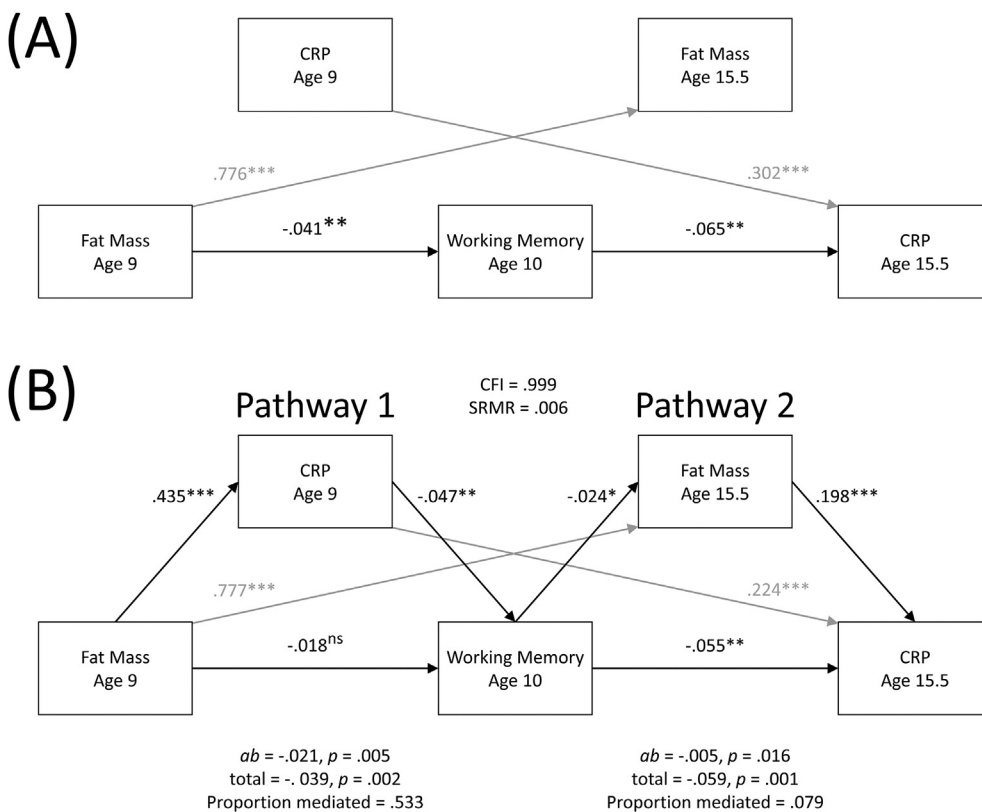 (A)
CRP
Age 9
Fat Mass
Age 15.5
.776***
.302***
-.041**
-.065**
Fat Mass
Age 9
Working Memory
Age 10
CRP
Age 15.5
(B)
CFI = .999
SRMR = .006
Pathway 1
Pathway 2
CRP
Age 9
Fat Mass
Age 15.5
.435***
-.047**
-.024*
.198***
.777***
.224***
-.018ns
-.055**
Fat Mass
Age 9
Working Memory
Age 10
CRP
Age 15.5
ab = -.021, p = .005
total = -. 039, p = .002
Proportion mediated = .533
ab = -.005, p = .016
total = -.059, p = .001
Proportion mediated = .079